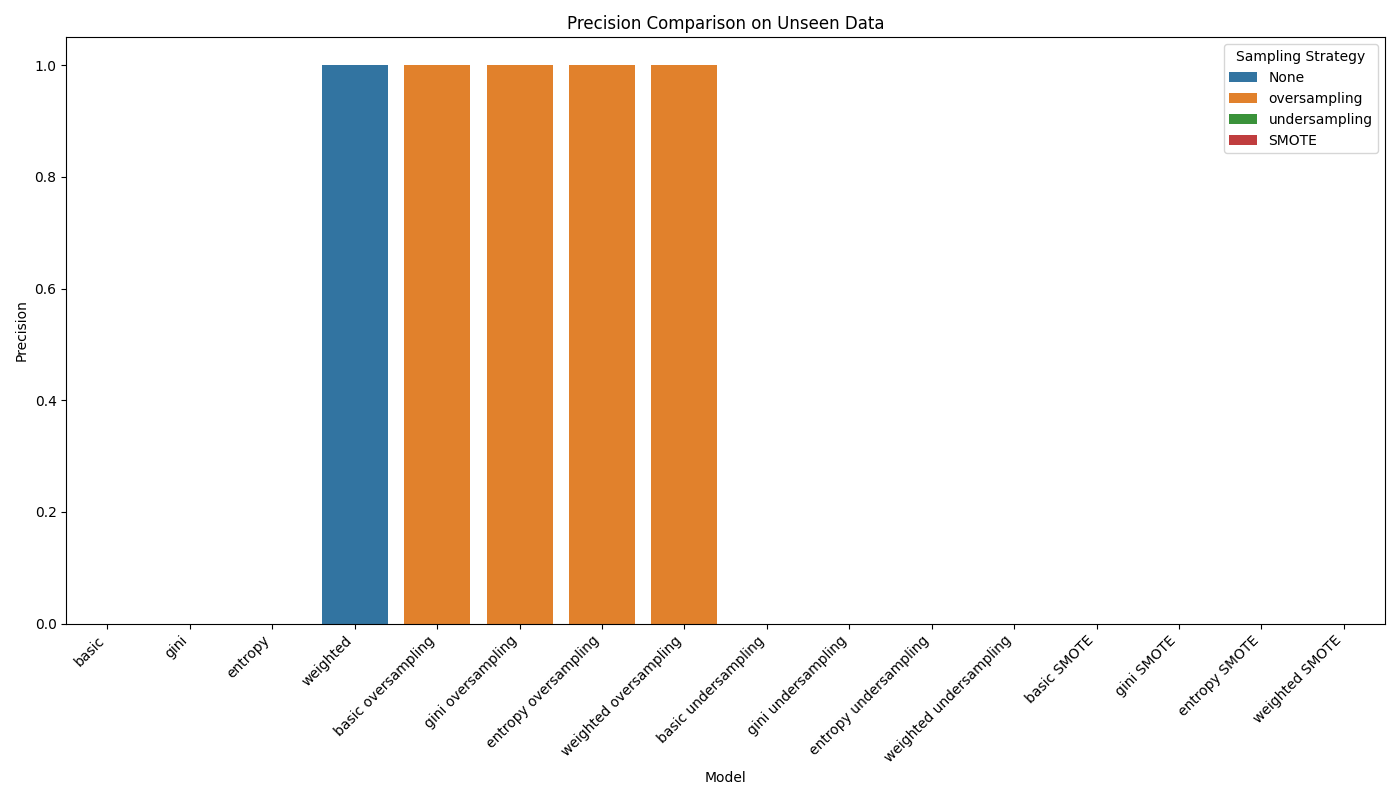 Precision Comparison on Unseen Data
Sampling Strategy
None
oversampling
undersampling
SMOTE
Precision
1.0
0.8
0.6
0.4
0.2
0.0
basic
gini
entropy
weighted
basic oversampling
gini oversampling
entropy oversampling
weighted oversampling
basic undersampling
gini undersampling
entropy undersampling
weighted undersampling
basic SMOTE
gini SMOTE
entropy SMOTE
weighted SMOTE
Model